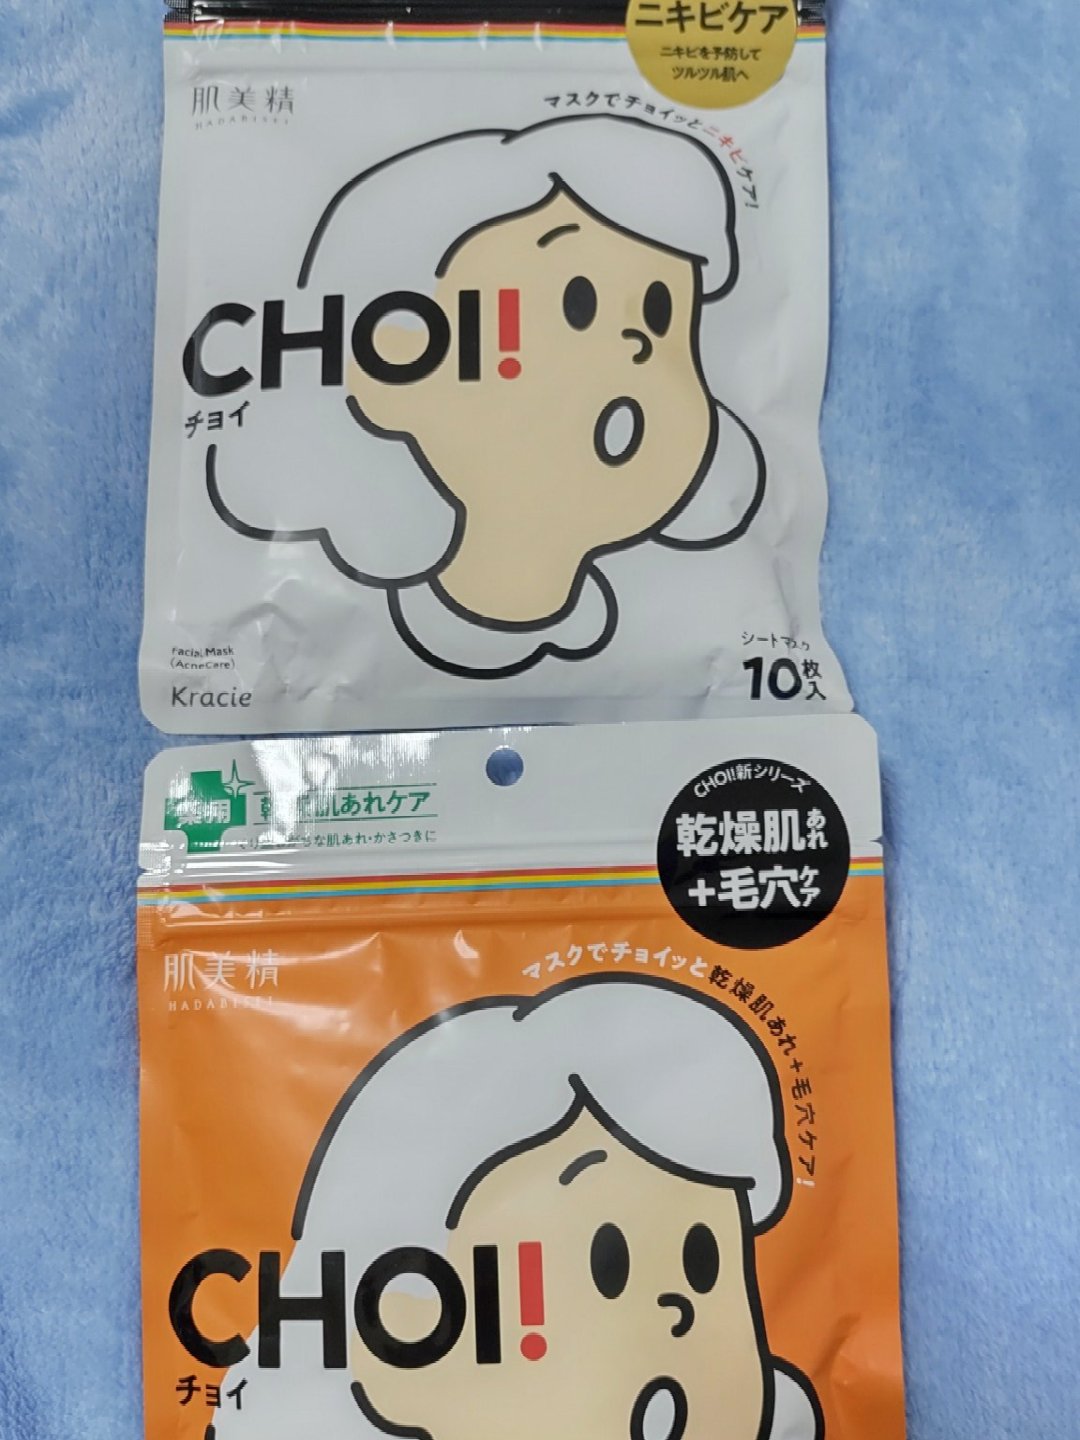 ニキビケア
ニキビを予防して
ツルツル肌へ
肌美精
HADABISEI
マスクでチョイッとニキビケア!
CHOI!
チョイ
Facial Mask
(AcneCare)
Kracie
シートマスク
10枚入
薬用
肌あれケア
な肌あれ・かさつきに
CHOI!新シリーズ
乾燥肌あれ
+毛穴ケア
肌美精
HADABISEI
マスクでチョイッと乾燥肌あれ+毛穴ケア!
CHOI!
チョイ